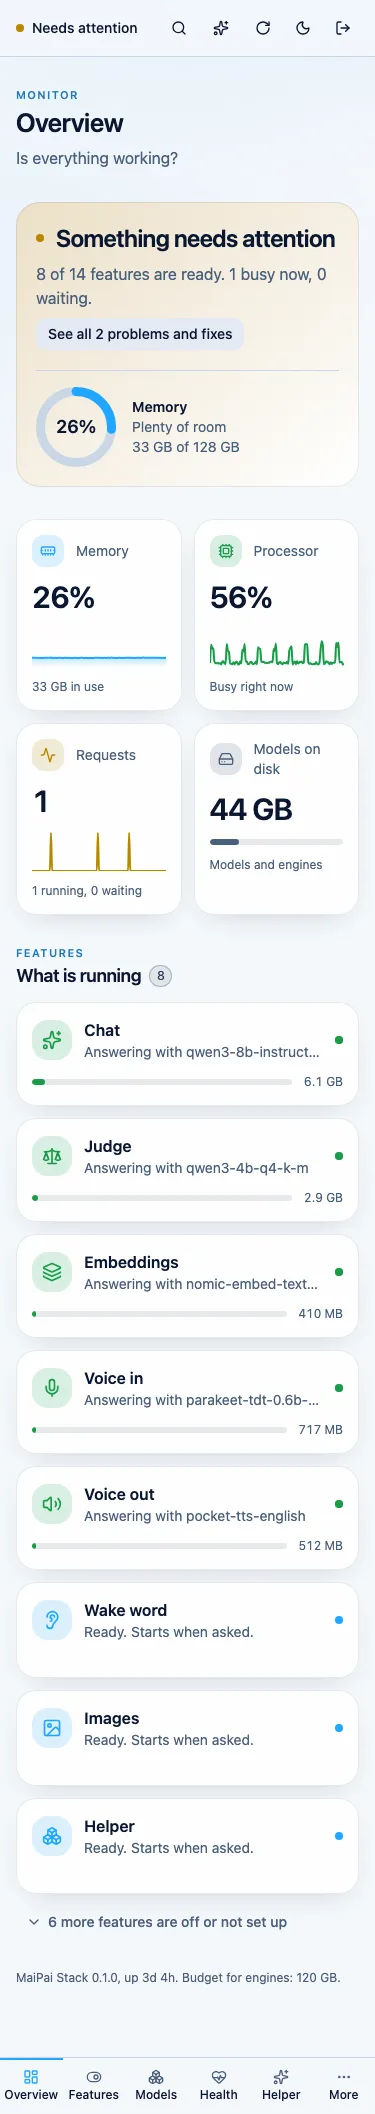 Needs attention
MONITOR
Overview
Is everything working?
Something needs attention
8 of 14 features are ready. 1 busy now, 0
waiting.
See all 2 problems and fixes
26%
Memory
Plenty of room
33 GB of 128 GB
Memory
26%
33 GB in use
Processor
56%
Busy right now
Requests
1
1 running, 0 waiting
Models on
disk
44 GB
Models and engines
FEATURES
What is running 8
Chat
Answering with qwen3-8b-instruct...
6.1 GB
Judge
Answering with qwen3-4b-q4-k-m
2.9 GB
Embeddings
Answering with nomic-embed-text...
410 MB
Voice in
Answering with parakeet-tdt-0.6b-...
717 MB
Voice out
Answering with pocket-tts-english
512 MB
Wake word
Ready. Starts when asked.
Images
Ready. Starts when asked.
Helper
Ready. Starts when asked.
6 more features are off or not set up
MaiPai Stack 0.1.0, up 3d 4h. Budget for engines: 120 GB.
Overview Features Models Health Helper More